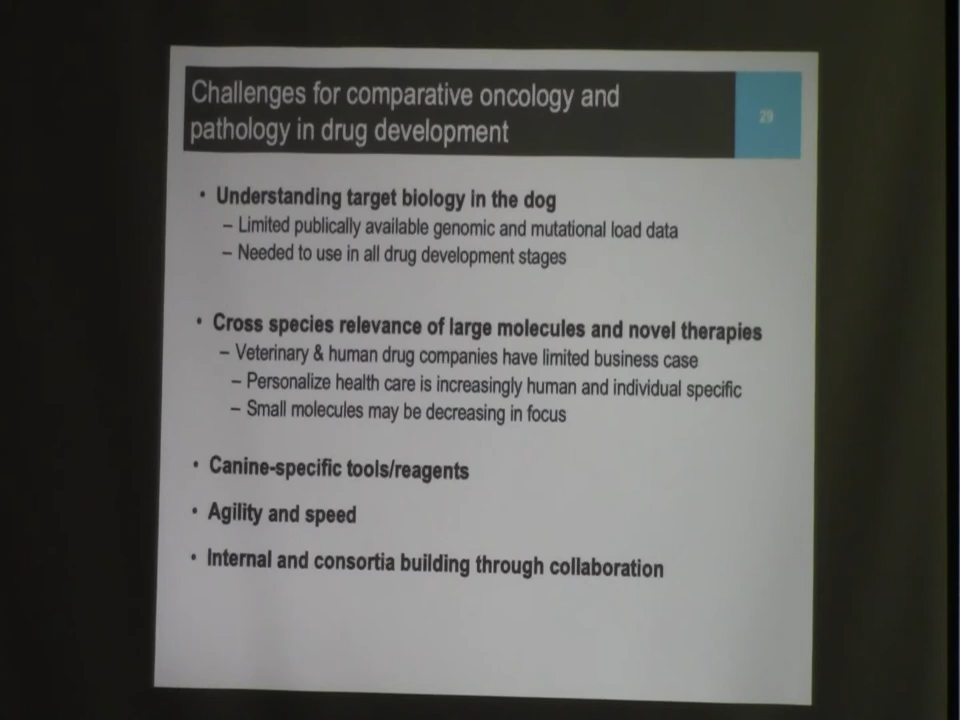 Challenges for comparative oncology and
pathology in drug development
29
• Understanding target biology in the dog
– Limited publically available genomic and mutational load data
– Needed to use in all drug development stages
• Cross species relevance of large molecules and novel therapies
– Veterinary & human drug companies have limited business case
– Personalize health care is increasingly human and individual specific
– Small molecules may be decreasing in focus
• Canine-specific tools/reagents
• Agility and speed
• Internal and consortia building through collaboration